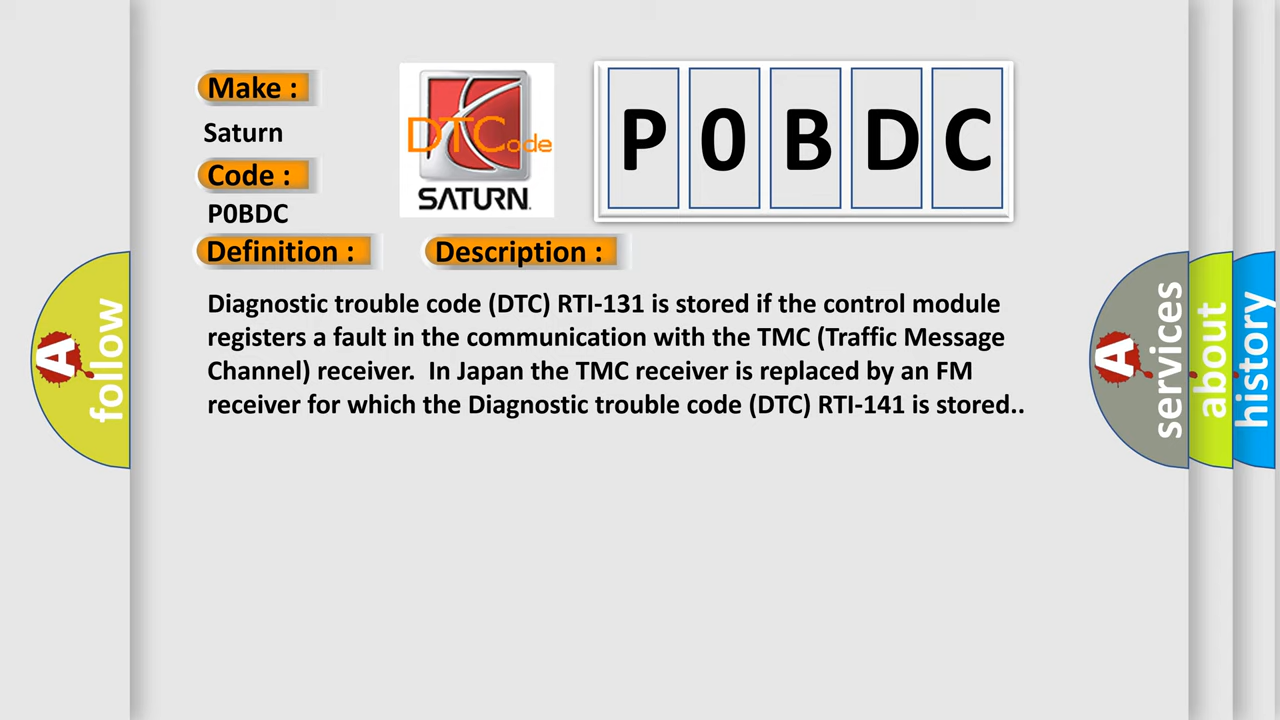 Make :
Saturn
Code :
P0BDC
Definition :
Description :
DTCode
SATURN
P0BDC
Diagnostic trouble code (DTC) RTI-131 is stored if the control module
registers a fault in the communication with the TMC (Traffic Message
Channel) receiver. In Japan the TMC receiver is replaced by an FM
receiver for which the Diagnostic trouble code (DTC) RTI-141 is stored..
A follow
A services
about
history